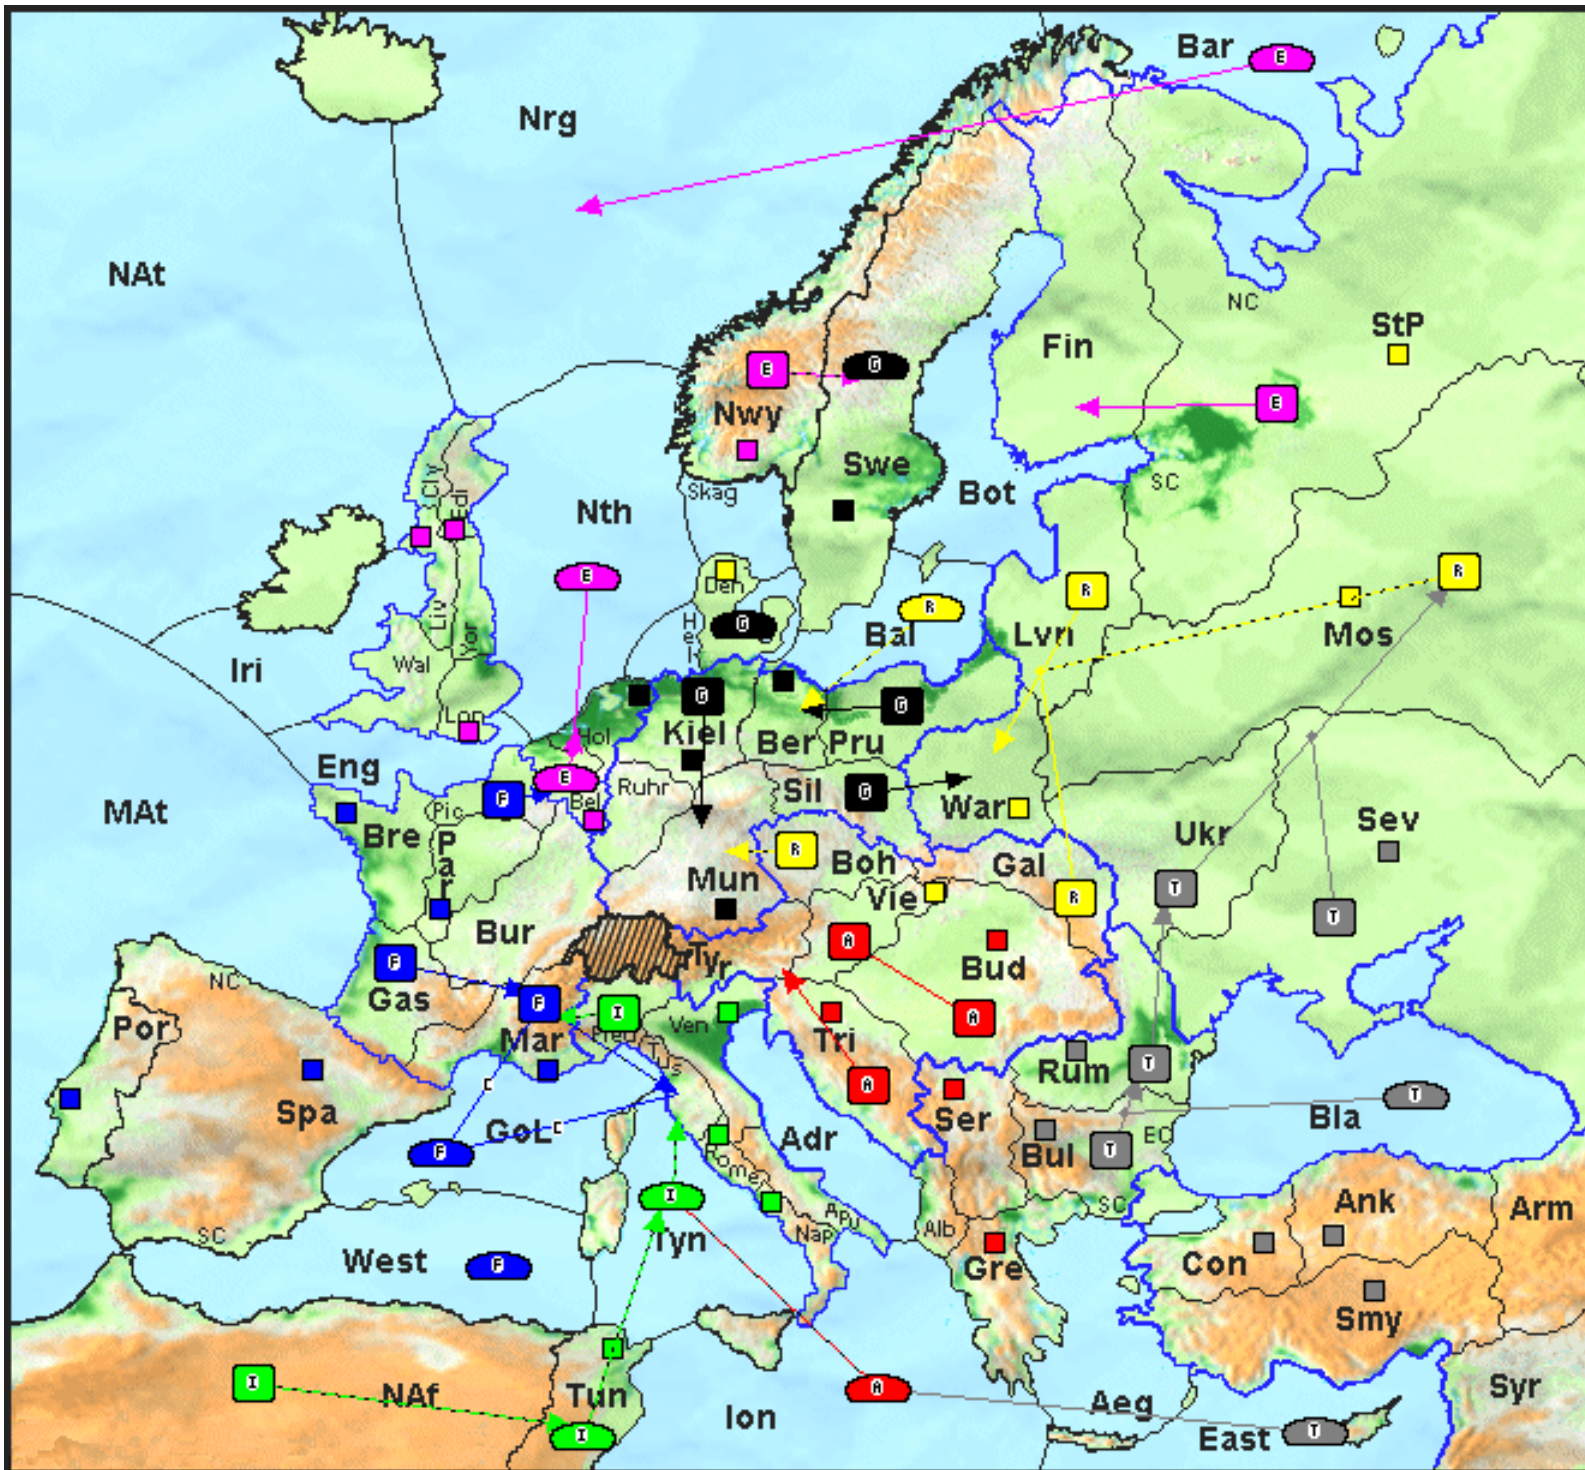 Bar
E
Nrg
NAt
NC
StP
Fin
E
G
E
Nwy
Swe
Skag
Bot
SC
Cly
Edl
Nth
E
Den
R
R
R
G
H
e
l
Bal
Lvn
Mos
Liv
Yor
Wal
Iri
Lon
G
G
Hol
Kiel
Ber
Pru
Eng
E
F
Bel
Ruhr
Sil
G
War
Pic
MAt
Bre
P
a
r
R
Boh
Gal
Ukr
Sev
Mun
Vie
R
T
T
Bur
A
Bud
Tyr
F
Gas
NC
F
I
A
Por
Mar
Pied
Ven
Tus
Tri
Rum
T
Spa
C
A
Ser
T
Bla
GoL
C
F
Adr
Bul
T
EC
Rome
I
SC
Ank
Arm
SC
Apu
Nap
Alb
West
F
Tyn
Gre
Con
Smy
I
NAf
Tun
A
Ion
Aeg
Syr
I
East
T